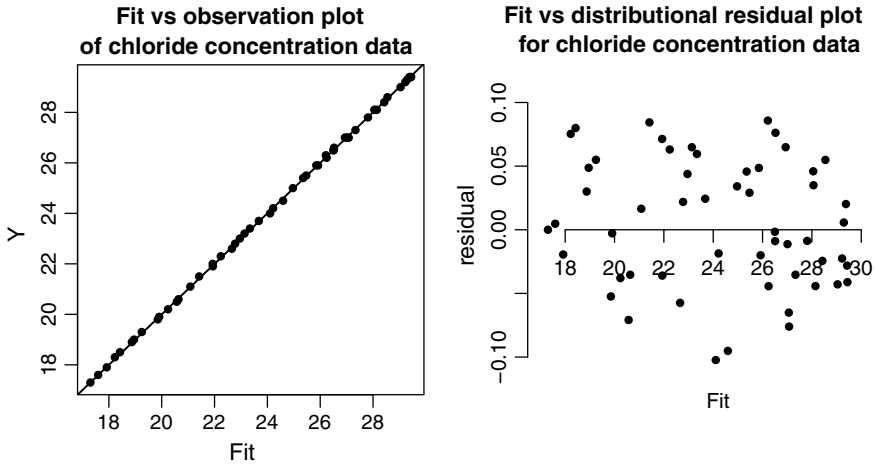 Fit vs observation plot
of chloride concentration data
Y
18
20
22
24
26
28
18 20 22 24 26 28
Fit
Fit vs distributional residual plot
for chloride concentration data
residual
0.10
0.05
0.00
−0.10
18 20 22 24 26 28 30
Fit